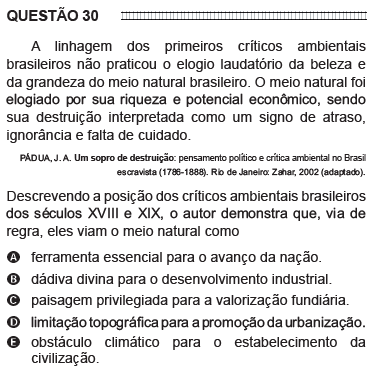 QUESTÃO 30
A linhagem dos primeiros críticos ambientais
brasileiros não praticou o elogio laudatório da beleza e
da grandeza do meio natural brasileiro. O meio natural foi
elogiado por sua riqueza e potencial econômico, sendo
sua destruição interpretada como um signo de atraso,
ignorância e falta de cuidado.
PÁDUA, J. A. Um sopro de destruição: pensamento político e crítica ambiental no Brasil
escravista (1786-1888). Rio de Janeiro: Zahar, 2002 (adaptado).
Descrevendo a posição dos críticos ambientais brasileiros
dos séculos XVIII e XIX, o autor demonstra que, via de
regra, eles viam o meio natural como
A ferramenta essencial para o avanço da nação.
B dádiva divina para o desenvolvimento industrial.
C paisagem privilegiada para a valorização fundiária.
D limitação topográfica para a promoção da urbanização.
E obstáculo climático para o estabelecimento da
civilização.